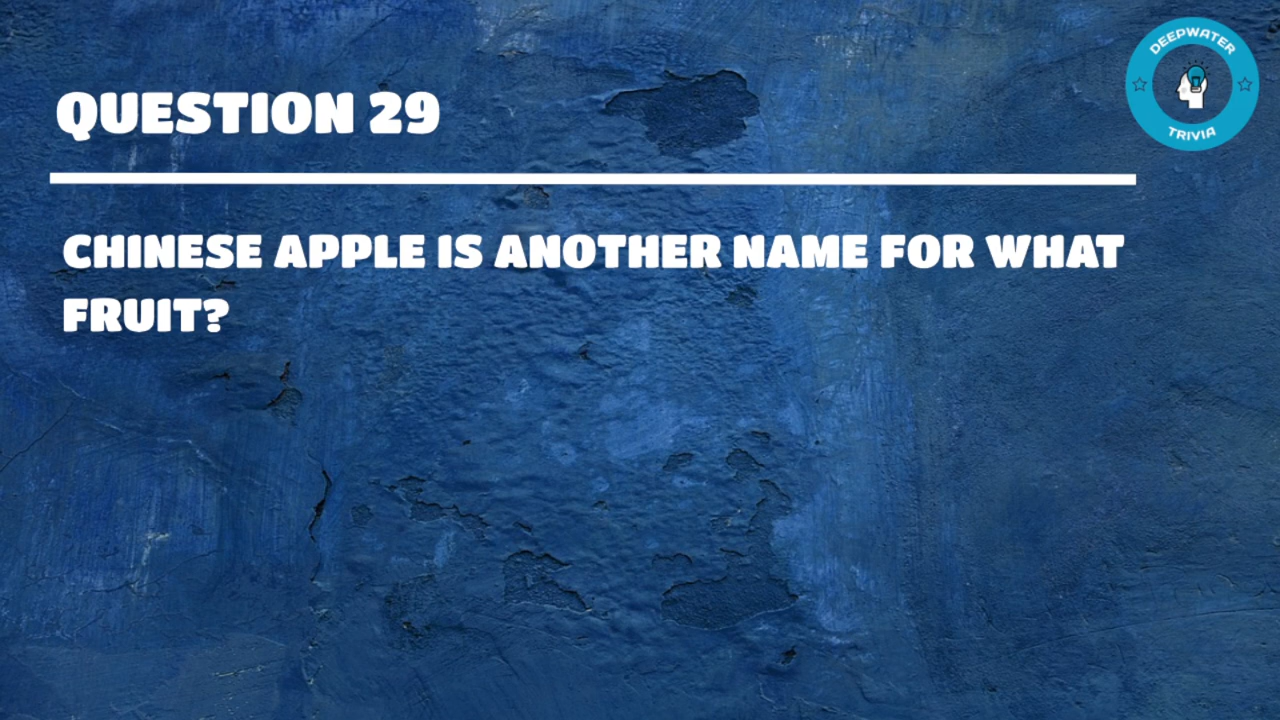 DEEPWATER
TRIVIA
QUESTION 29
CHINESE APPLE IS ANOTHER NAME FOR WHAT
FRUIT?